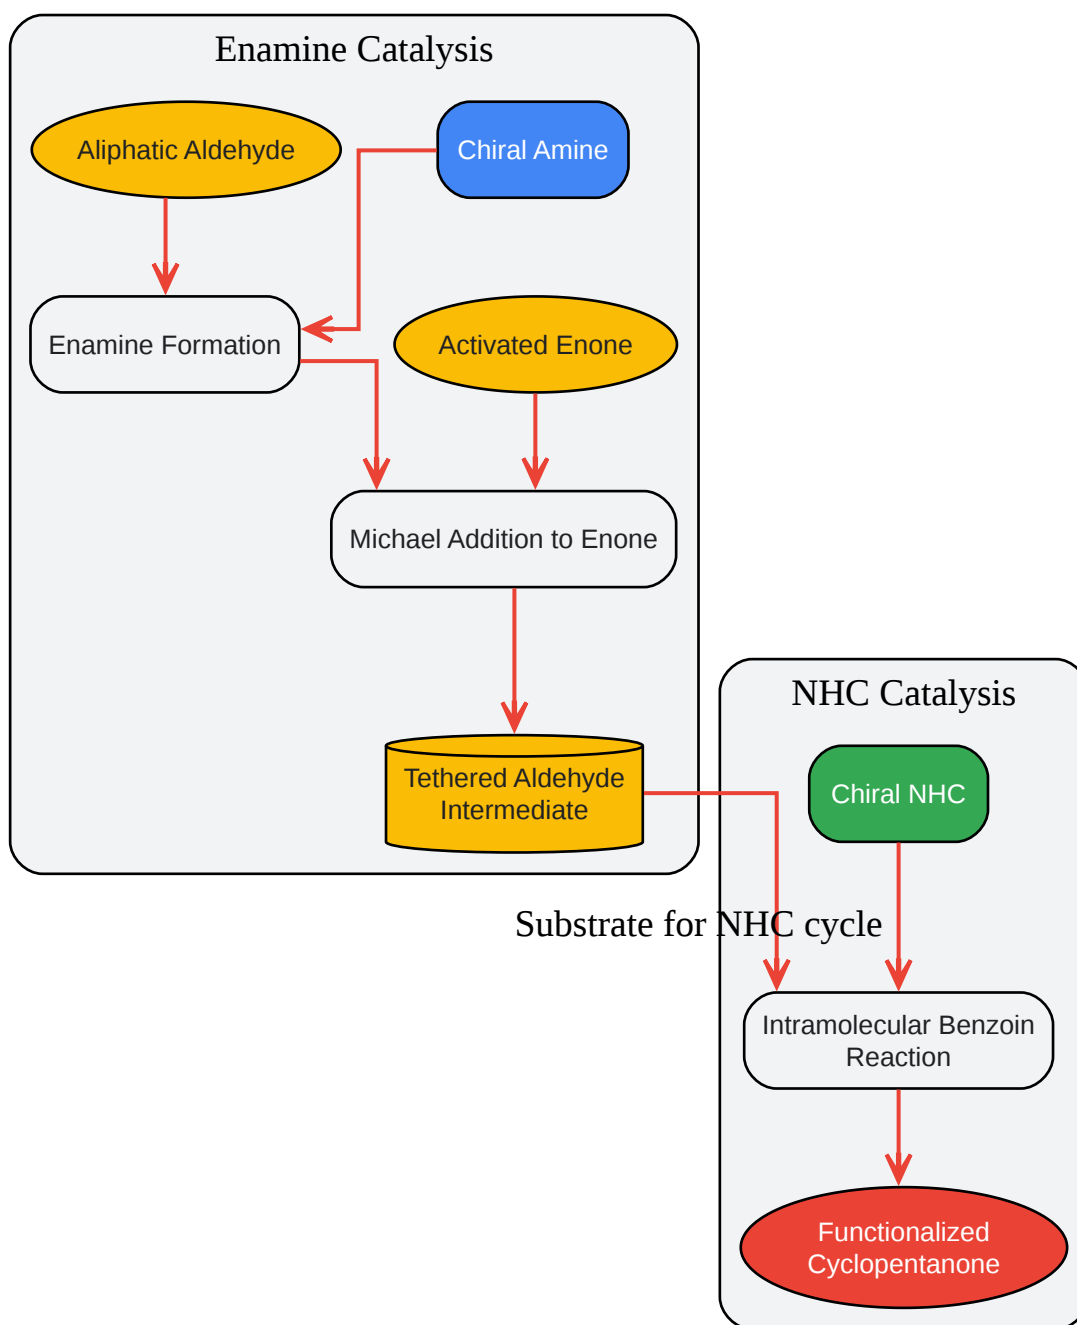 Enamine Catalysis
Aliphatic Aldehyde
Chiral Amine
Enamine Formation
Activated Enone
Michael Addition to Enone
Tethered Aldehyde
Intermediate
NHC Catalysis
Chiral NHC
Substrate for NHC cycle
Intramolecular Benzoin
Reaction
Functionalized
Cyclopentanone